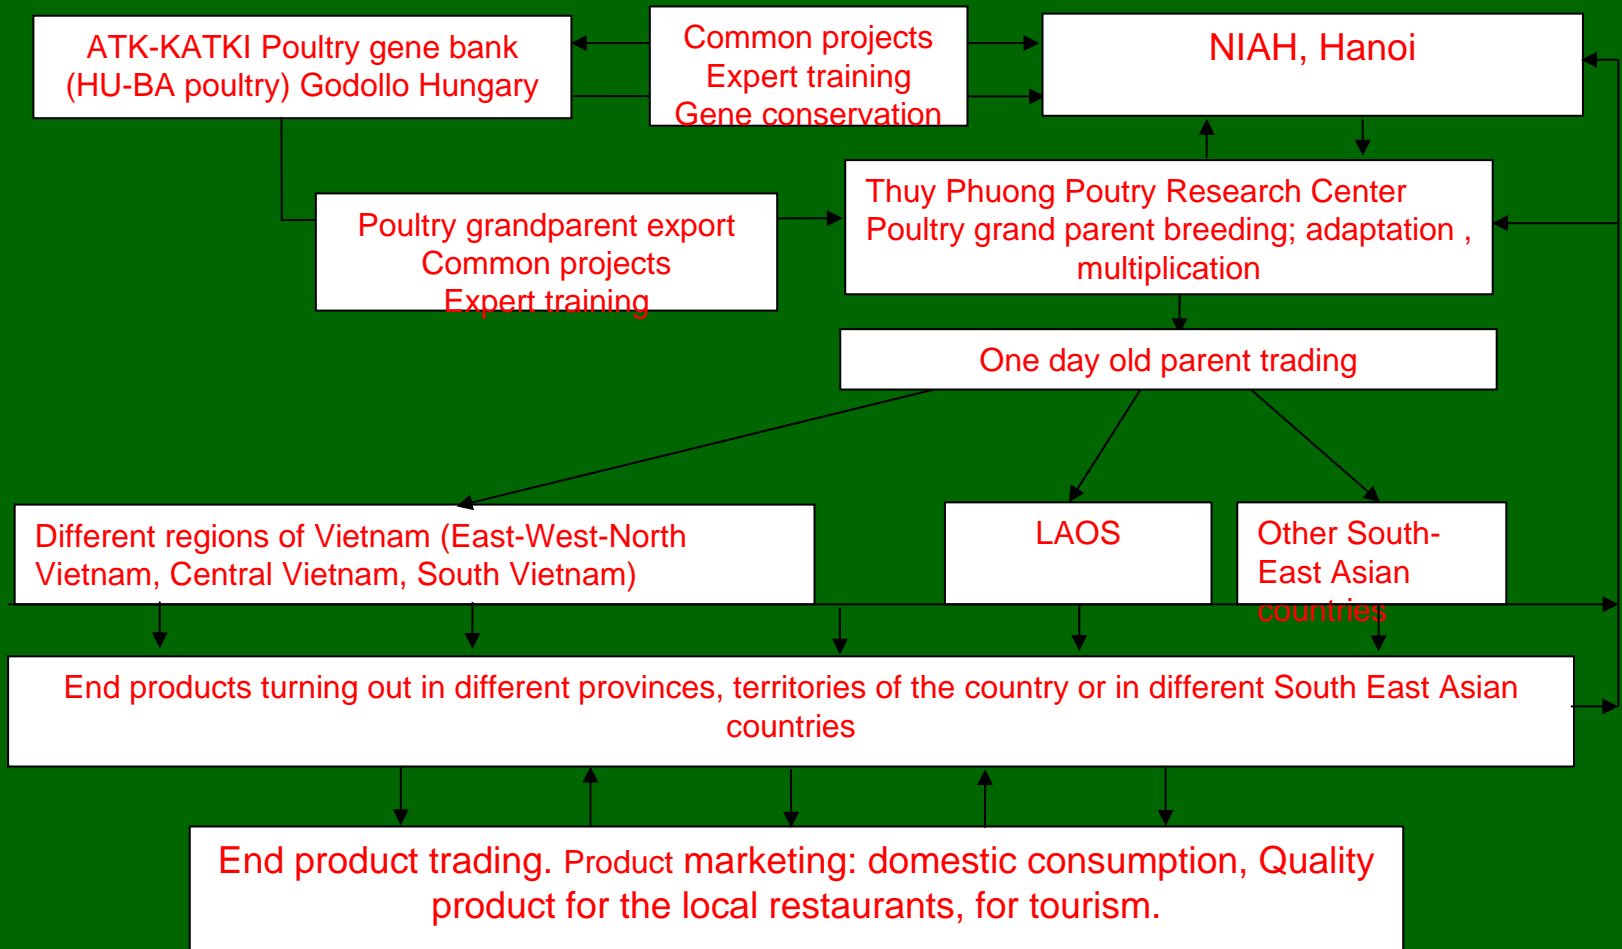 ATK-KATKI Poultry gene bank
(HU-BA poultry) Godollo Hungary
Common projects
Expert training
Gene conservation
NIAH, Hanoi
Poultry grandparent export
Common projects
Expert training
Thuy Phuong Poutry Research Center
Poultry grand parent breeding; adaptation ,
multiplication
One day old parent trading
Different regions of Vietnam (East-West-North
Vietnam, Central Vietnam, South Vietnam)
LAOS
Other South-
East Asian
countries
End products turning out in different provinces, territories of the country or in different South East Asian
countries
End product trading. Product marketing: domestic consumption, Quality
product for the local restaurants, for tourism.